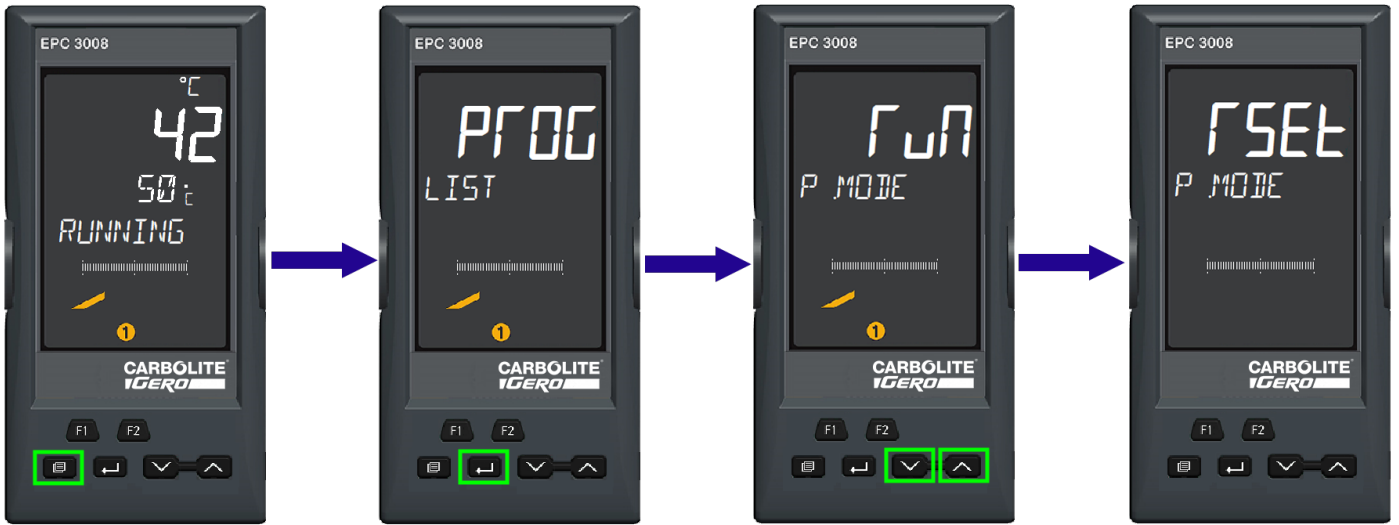 EPC 3008
°C
42
50 °C
RUNNING
1
CARBOLITE
GERO
F1 F2
EPC 3008
PrOG
LIST
1
CARBOLITE
GERO
F1 F2
EPC 3008
run
P.MODE
1
CARBOLITE
GERO
F1 F2
EPC 3008
rSEt
P.MODE
CARBOLITE
GERO
F1 F2